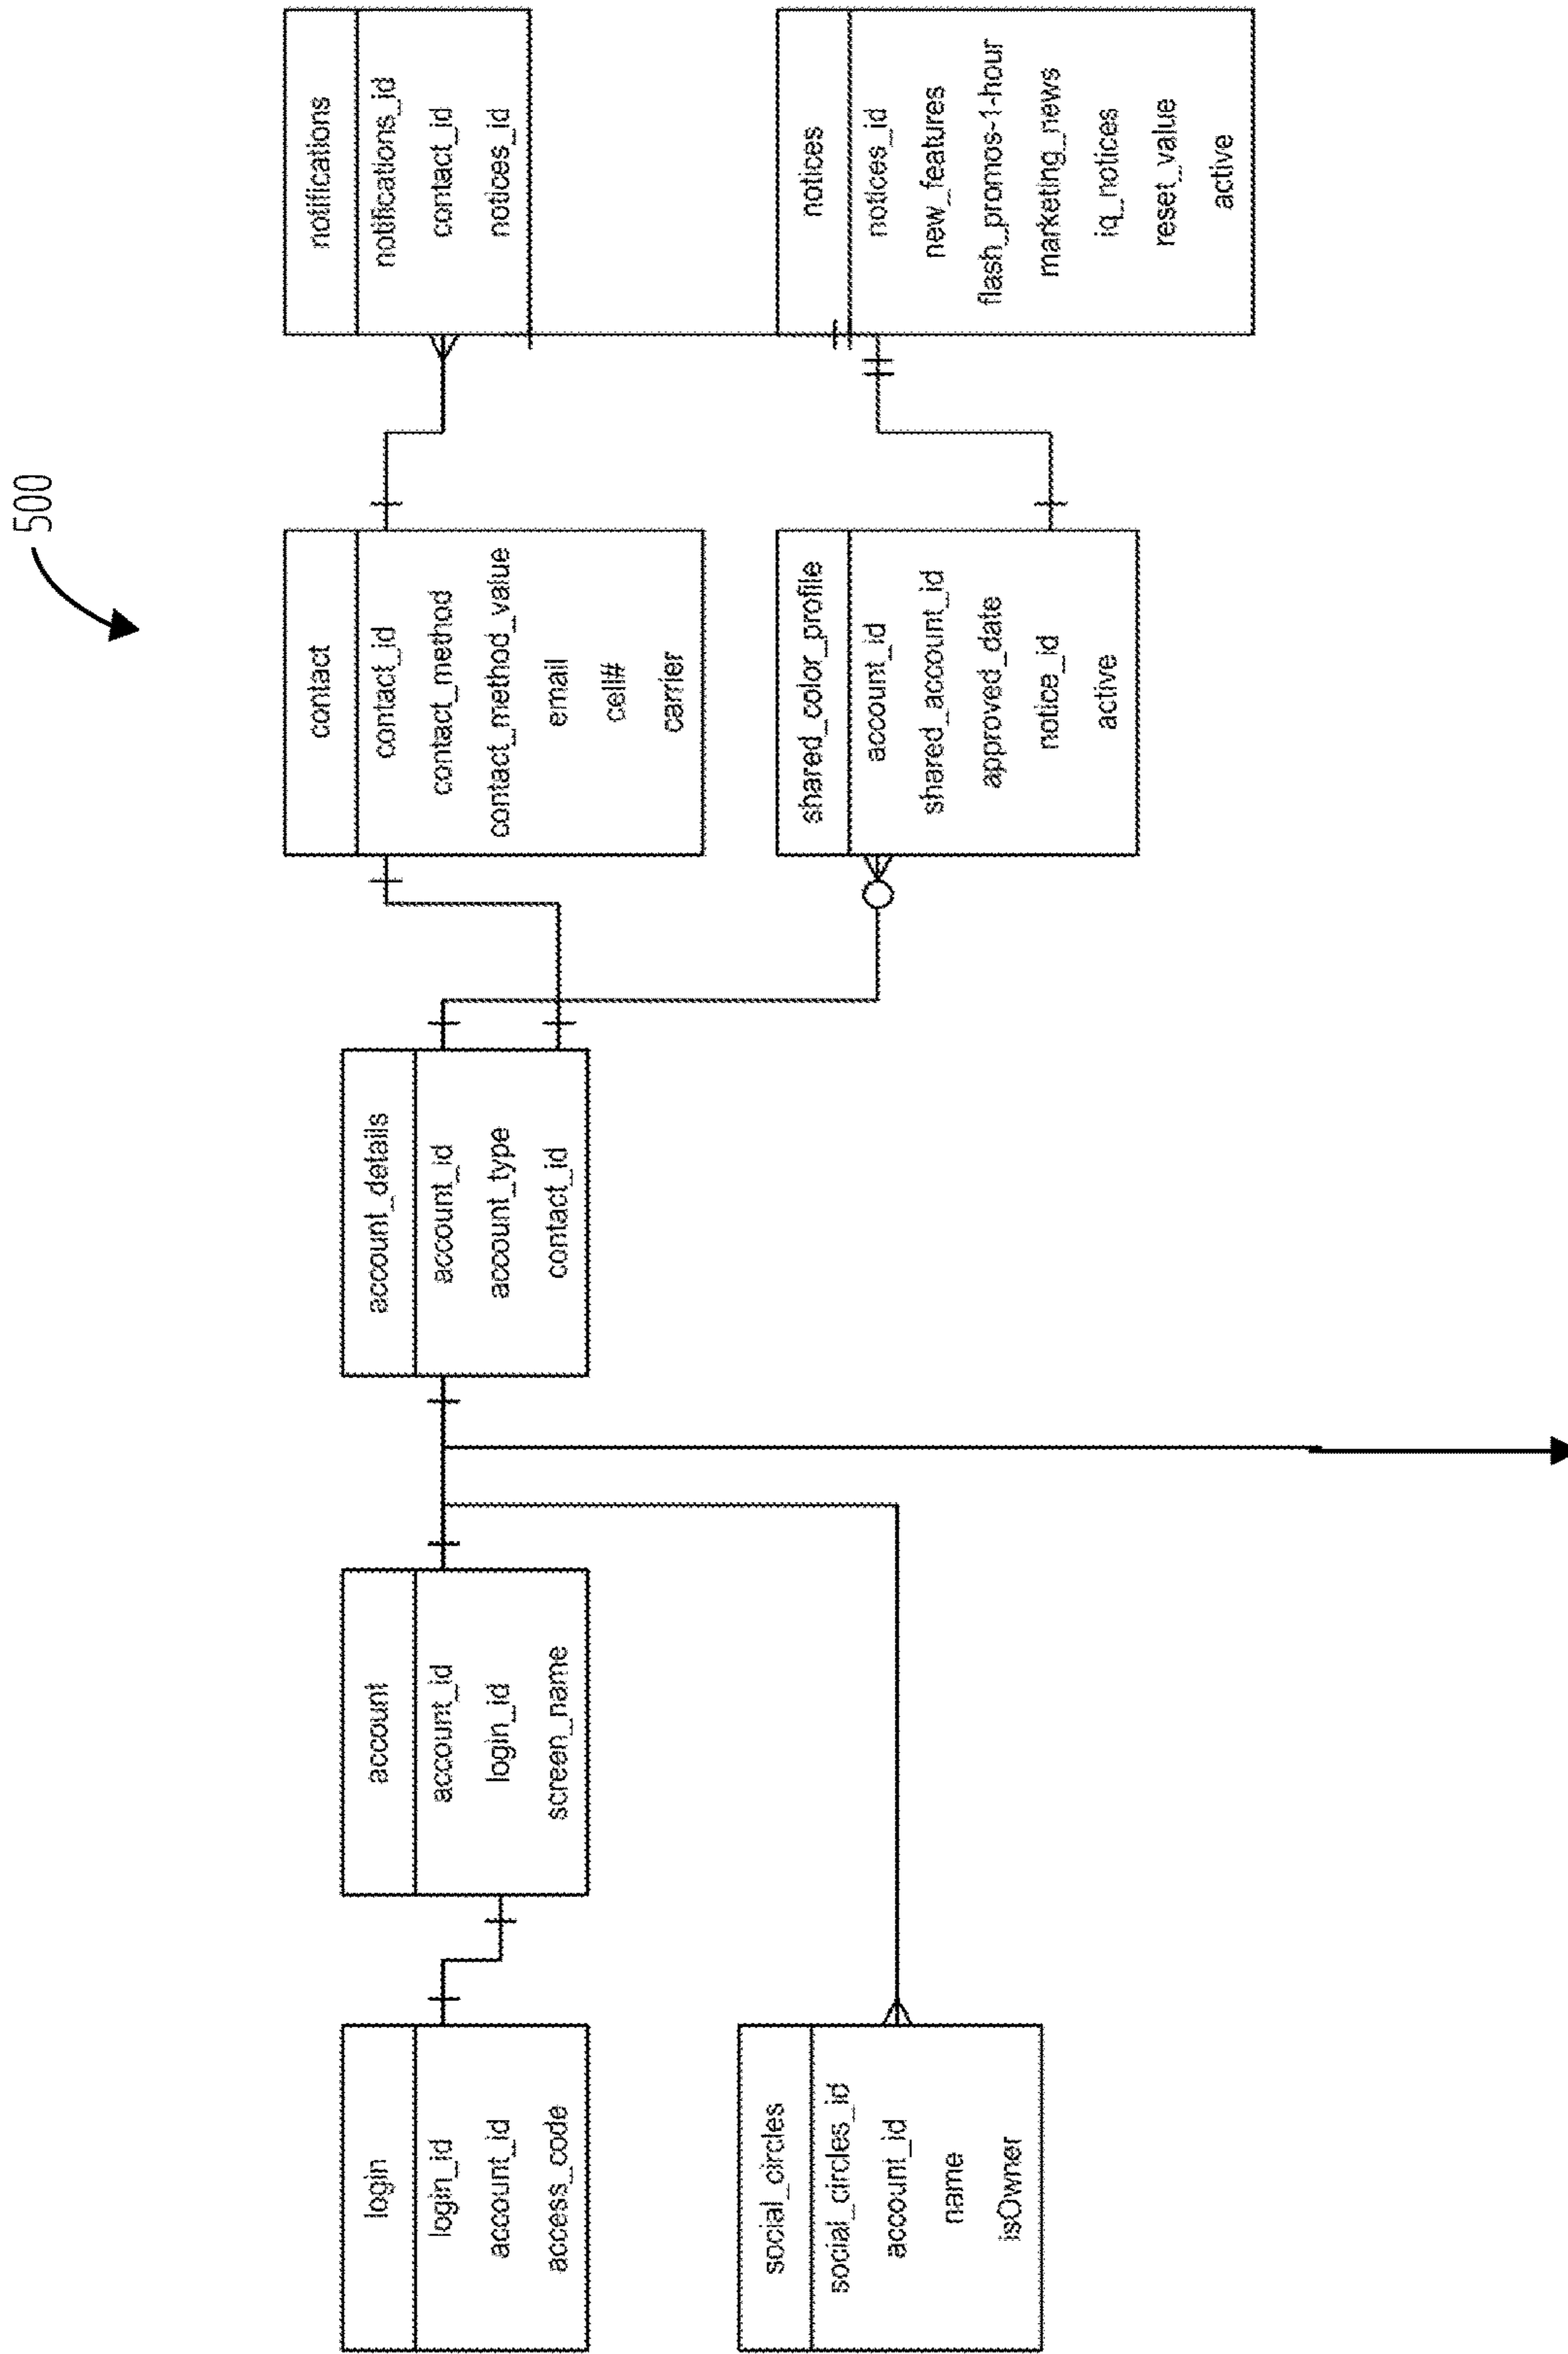 500
login
login_id
account_id
access_code
account
account_id
login_id
screen_name
account_details
account_id
account_type
contact_id
contact
contact_id
contact_method
contact_method_value
email
cell#
carrier
notifications
notifications_id
contact_id
notices_id
social_circles
social_circles_id
account_id
name
isOwner
shared_color_profile
account_id
shared_account_id
approved_date
notice_id
active
notices
notices_id
new_features
flash_promos-1-hour
marketing_news
iq_notices
reset_value
active